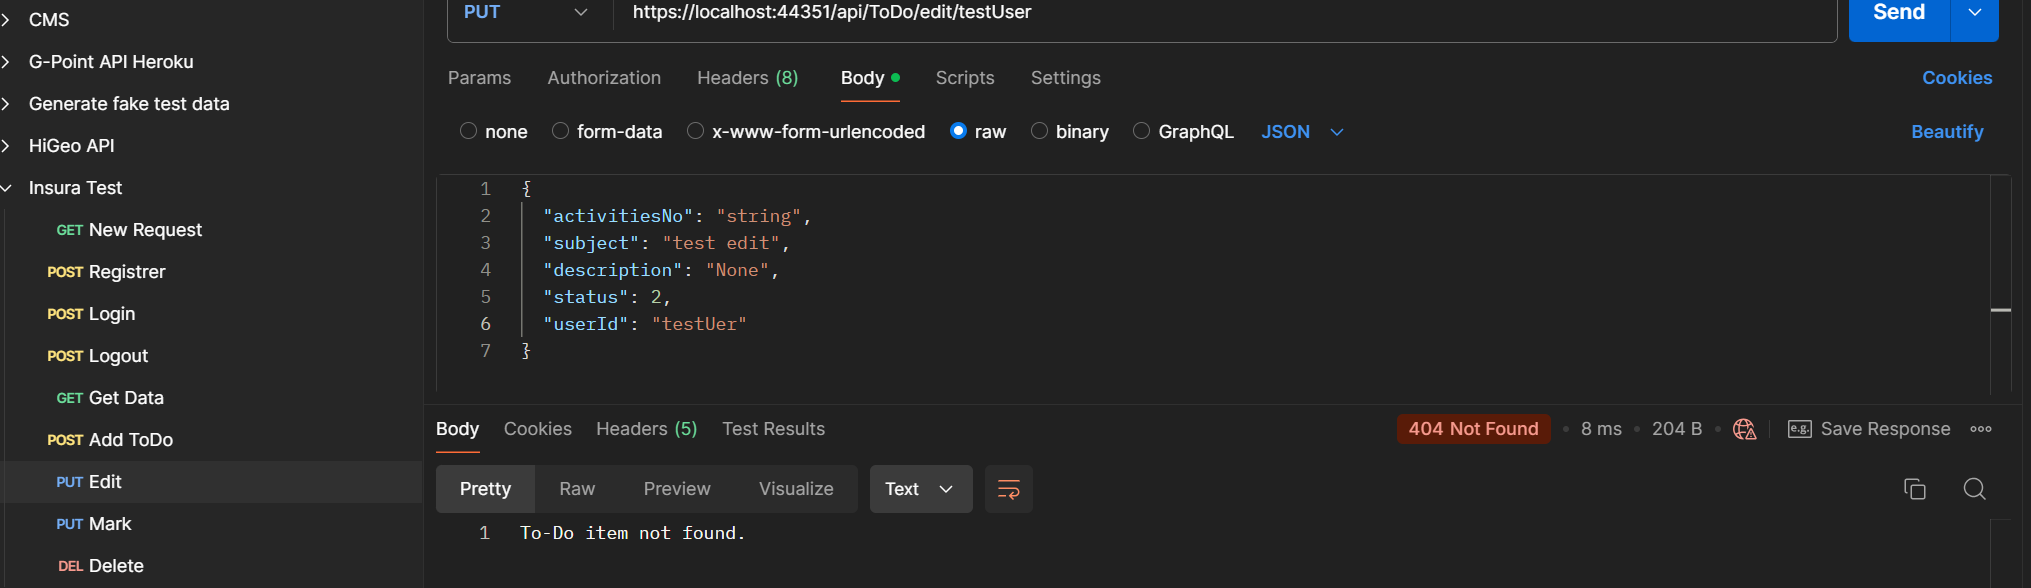 CMS
G-Point API Heroku
Generate fake test data
HiGeo API
Insura Test
GET New Request
POST Registrer
POST Login
POST Logout
GET Get Data
POST Add ToDo
PUT Edit
PUT Mark
DEL Delete
PUT https://localhost:44351/api/ToDo/edit/testUser Send
Params Authorization Headers (8) Body Scripts Settings Cookies
none form-data x-www-form-urlencoded raw binary GraphQL JSON Beautify
1 {
2 "activitiesNo": "string",
3 "subject": "test edit",
4 "description": "None",
5 "status": 2,
6 "userId": "testUer"
7 }
Body Cookies Headers (5) Test Results 404 Not Found 8 ms 204 B e.g. Save Response
Pretty Raw Preview Visualize Text
1 To-Do item not found.